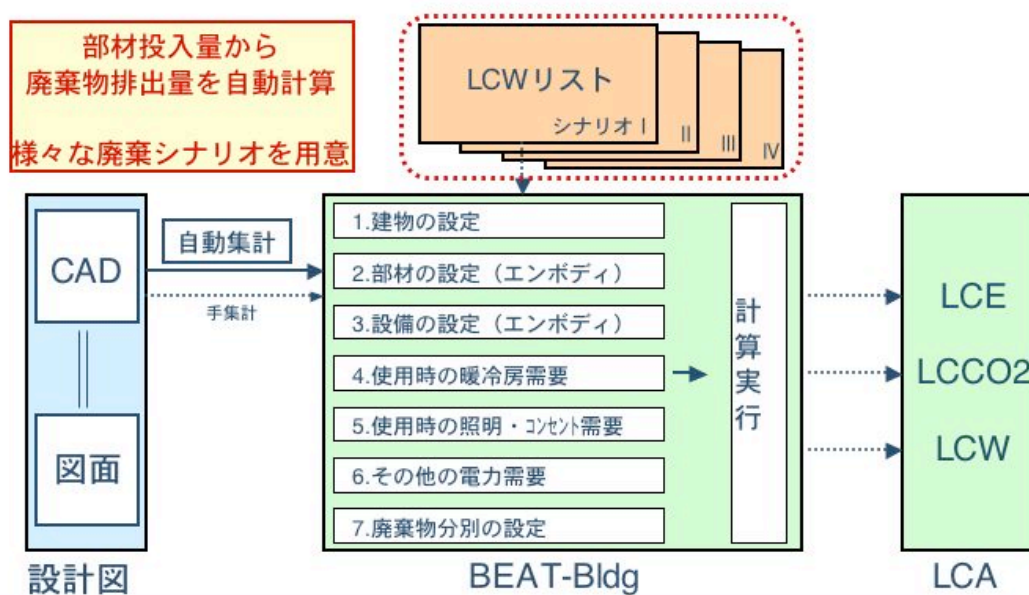 部材投入量から
廃棄物排出量を自動計算
様々な廃棄シナリオを用意
LCWリスト
シナリオ I
II
III
IV
CAD
図面
設計図
自動集計
手集計
1.建物の設定
2.部材の設定（エンボディ）
3.設備の設定（エンボディ）
4.使用時の暖冷房需要
5.使用時の照明・ｺﾝｾﾝﾄ需要
6.その他の電力需要
7.廃棄物分別の設定
計算実行
BEAT-Bldg
LCE
LCCO2
LCW
LCA